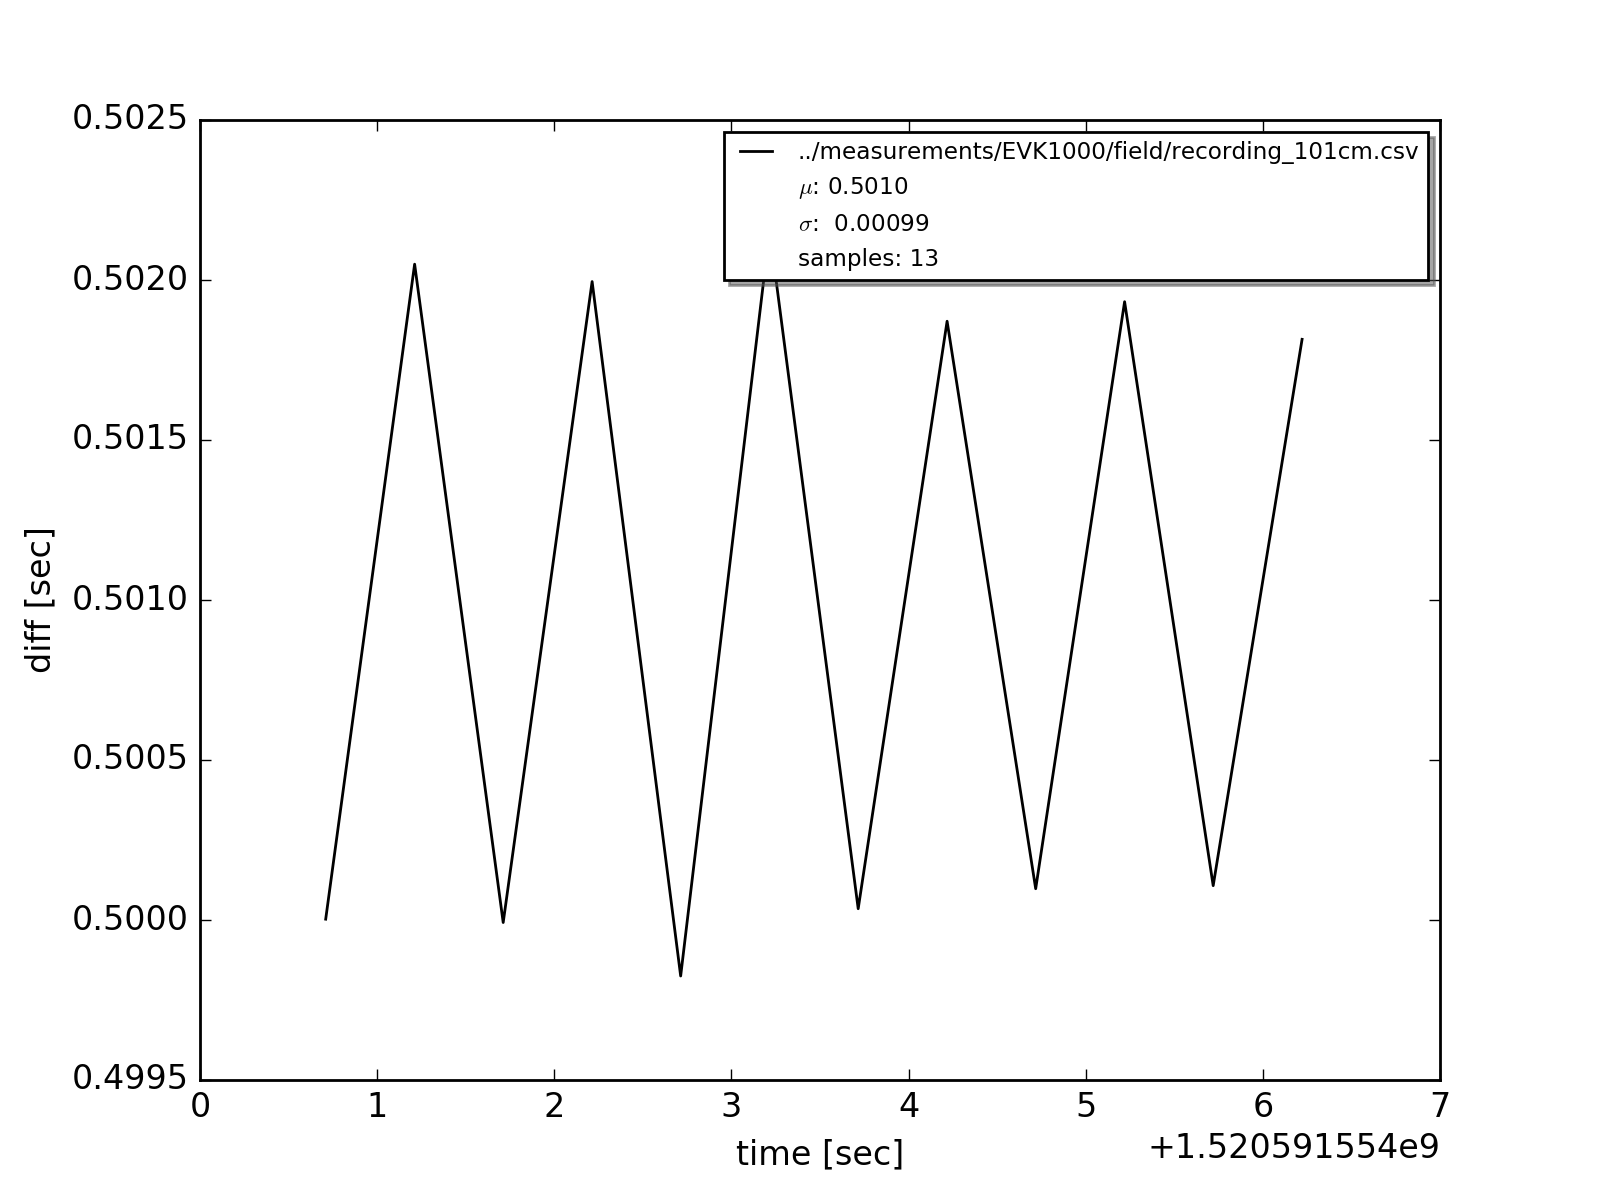 0.5025
0.5020
0.5015
0.5010
0.5005
0.5000
0.4995
diff [sec]
../measurements/EVK1000/field/recording_101cm.csv
μ: 0.5010
σ: 0.00099
samples: 13
0 1 2 3 4 5 6 7
time [sec]
+1.520591554e9